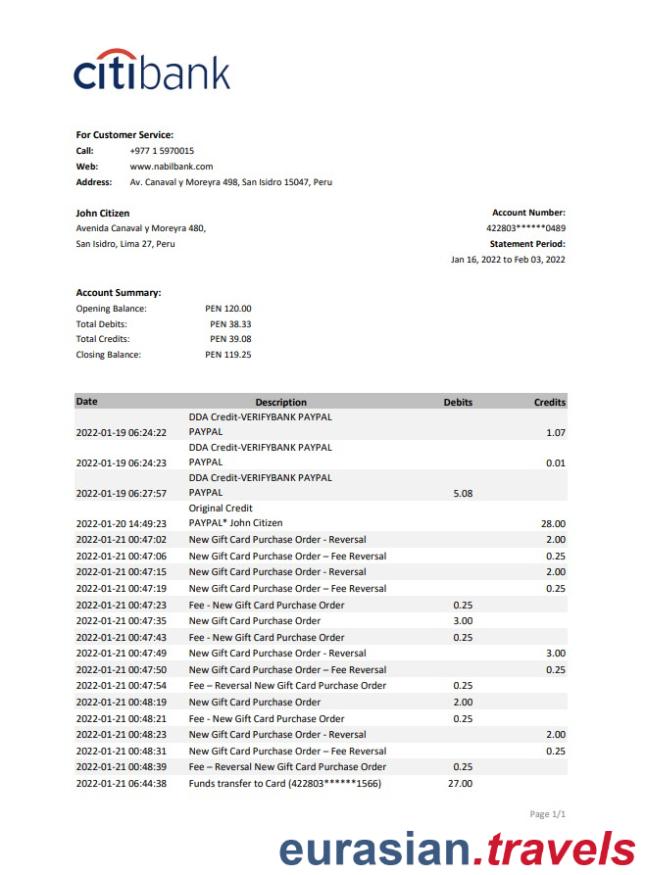 citibank
For Customer Service:
Call: +977 1 5970015
Web: www.nabilbank.com
Address: Av. Canaval y Moreyra 498, San Isidro 15047, Peru
John Citizen Account Number:
Avenida Canaval y Moreyra 480, 422803******0489
San Isidro, Lima 27, Peru Statement Period:
Jan 16, 2022 to Feb 03, 2022
Account Summary:
Opening Balance: PEN 120.00
Total Debits: PEN 38.33
Total Credits: PEN 39.08
Closing Balance: PEN 119.25
Date Description Debits Credits
DDA Credit-VERIFYBANK PAYPAL
2022-01-19 06:24:22 PAYPAL 1.07
DDA Credit-VERIFYBANK PAYPAL
2022-01-19 06:24:23 PAYPAL 0.01
DDA Credit-VERIFYBANK PAYPAL
2022-01-19 06:27:57 PAYPAL 5.08
Original Credit
2022-01-20 14:49:23 PAYPAL* John Citizen 28.00
2022-01-21 00:47:02 New Gift Card Purchase Order - Reversal 2.00
2022-01-21 00:47:06 New Gift Card Purchase Order – Fee Reversal 0.25
2022-01-21 00:47:15 New Gift Card Purchase Order - Reversal 2.00
2022-01-21 00:47:19 New Gift Card Purchase Order – Fee Reversal 0.25
2022-01-21 00:47:23 Fee - New Gift Card Purchase Order 0.25
2022-01-21 00:47:35 New Gift Card Purchase Order 3.00
2022-01-21 00:47:43 Fee - New Gift Card Purchase Order 0.25
2022-01-21 00:47:49 New Gift Card Purchase Order - Reversal 3.00
2022-01-21 00:47:50 New Gift Card Purchase Order – Fee Reversal 0.25
2022-01-21 00:47:54 Fee – Reversal New Gift Card Purchase Order 0.25
2022-01-21 00:48:19 New Gift Card Purchase Order 2.00
2022-01-21 00:48:21 Fee - New Gift Card Purchase Order 0.25
2022-01-21 00:48:23 New Gift Card Purchase Order - Reversal 2.00
2022-01-21 00:48:31 New Gift Card Purchase Order – Fee Reversal 0.25
2022-01-21 00:48:39 Fee – Reversal New Gift Card Purchase Order 0.25
2022-01-21 06:44:38 Funds transfer to Card (422803******1566) 27.00
Page 1/1
eurasian.travels